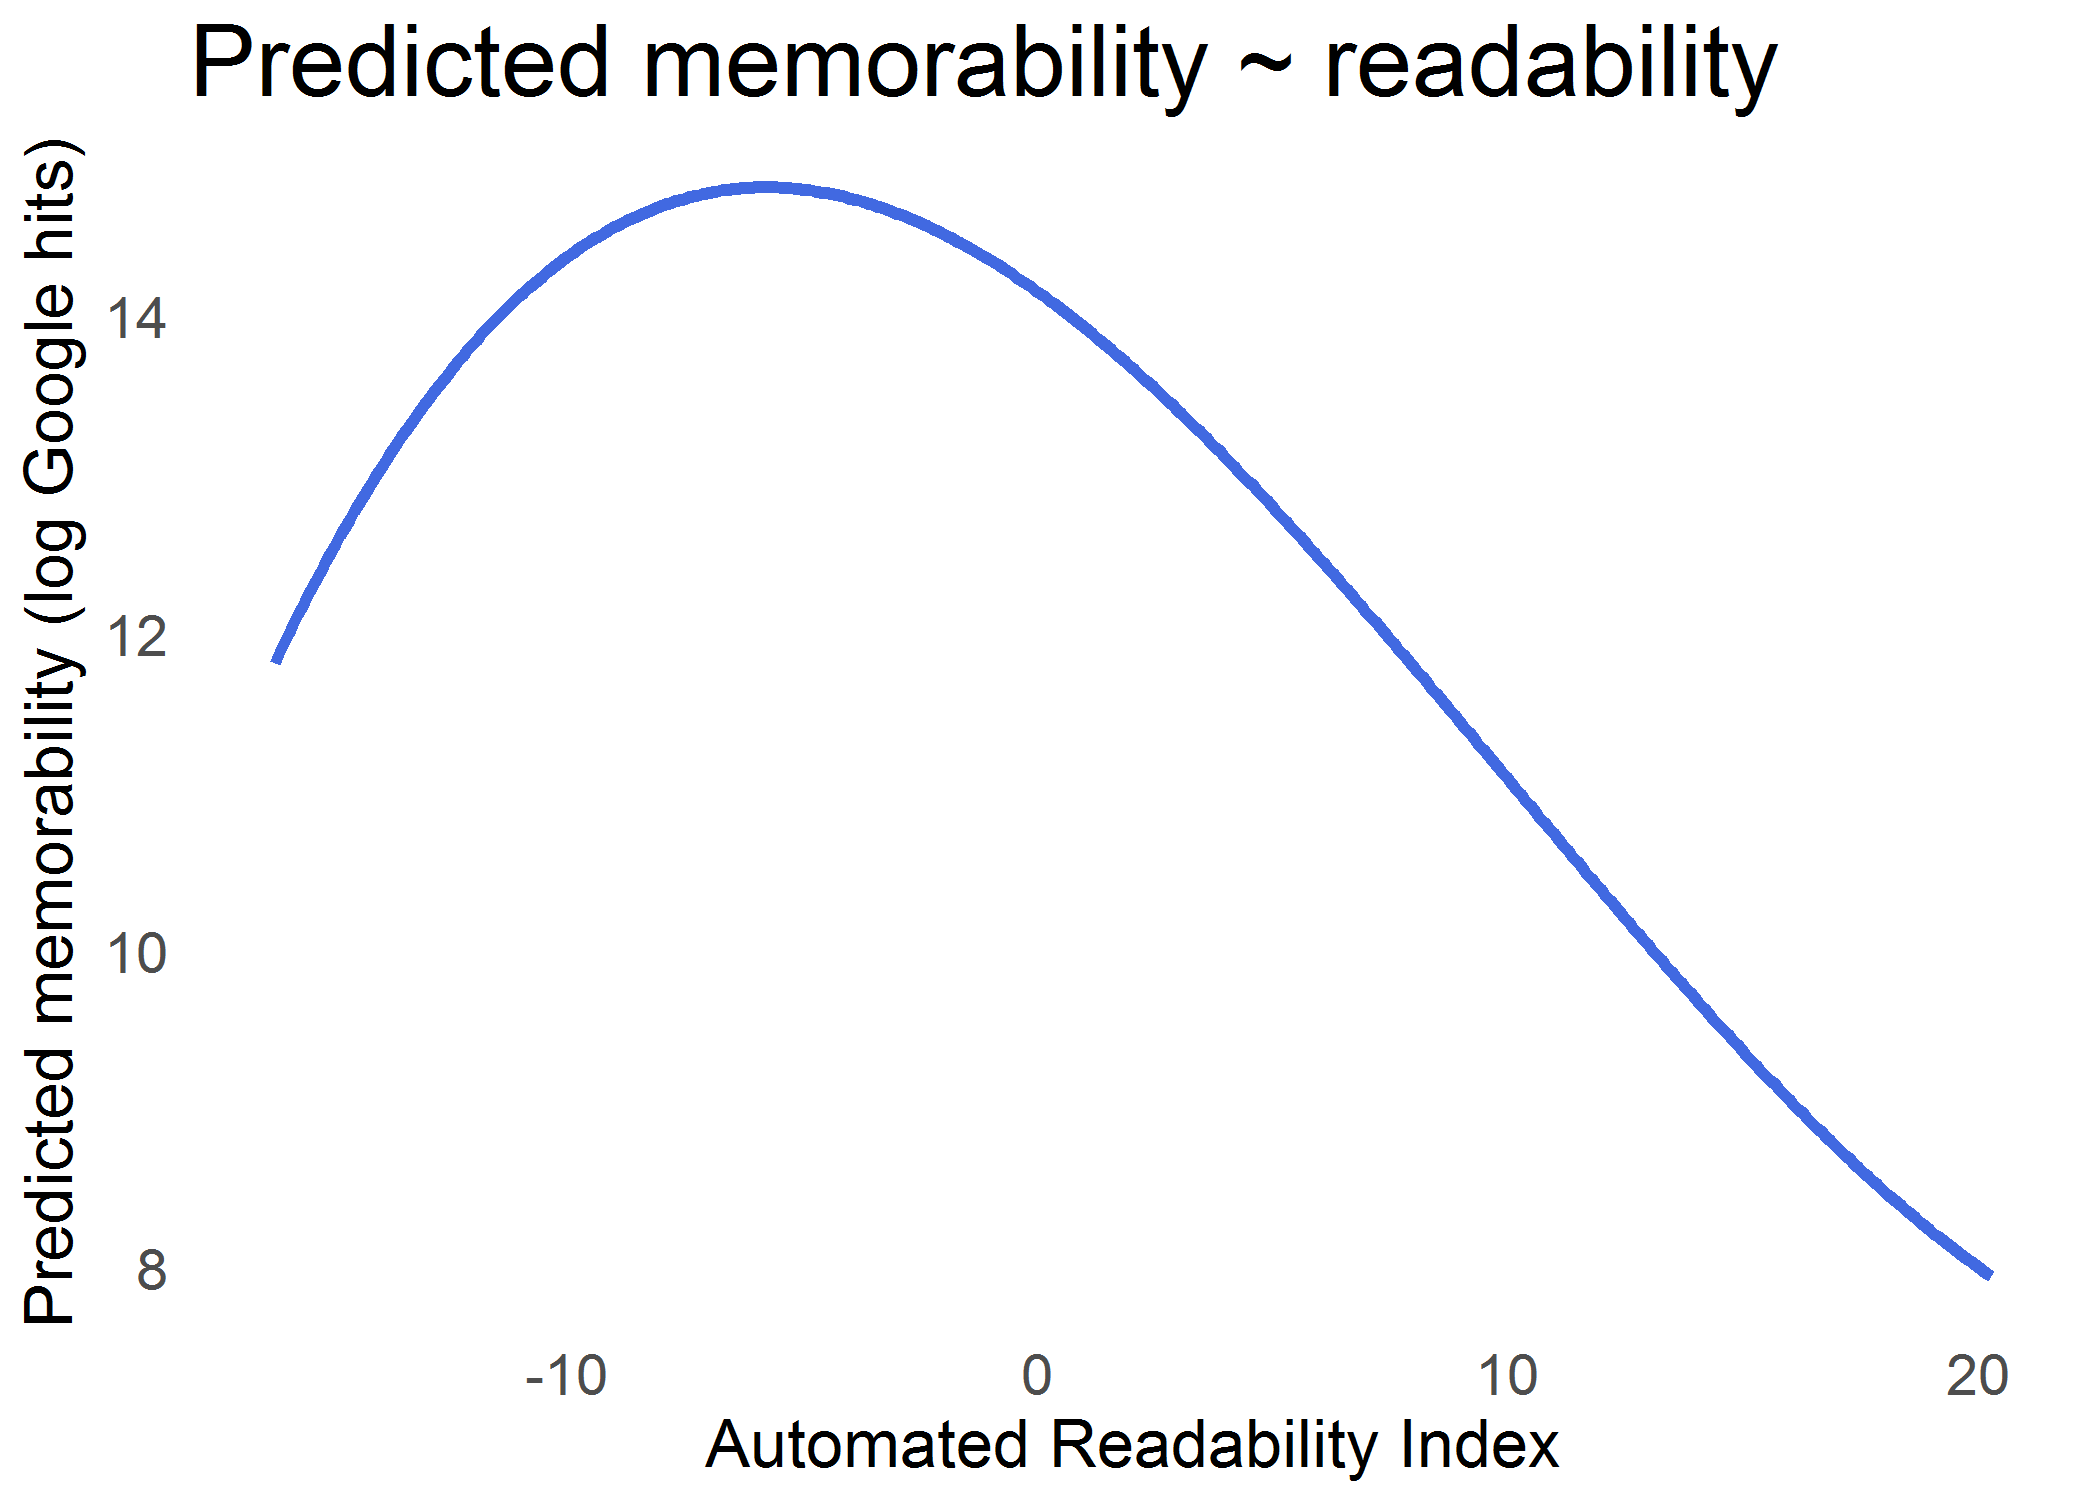 Predicted memorability ~ readability
Predicted memorability (log Google hits)
14
12
10
8
-10 0 10 20
Automated Readability Index